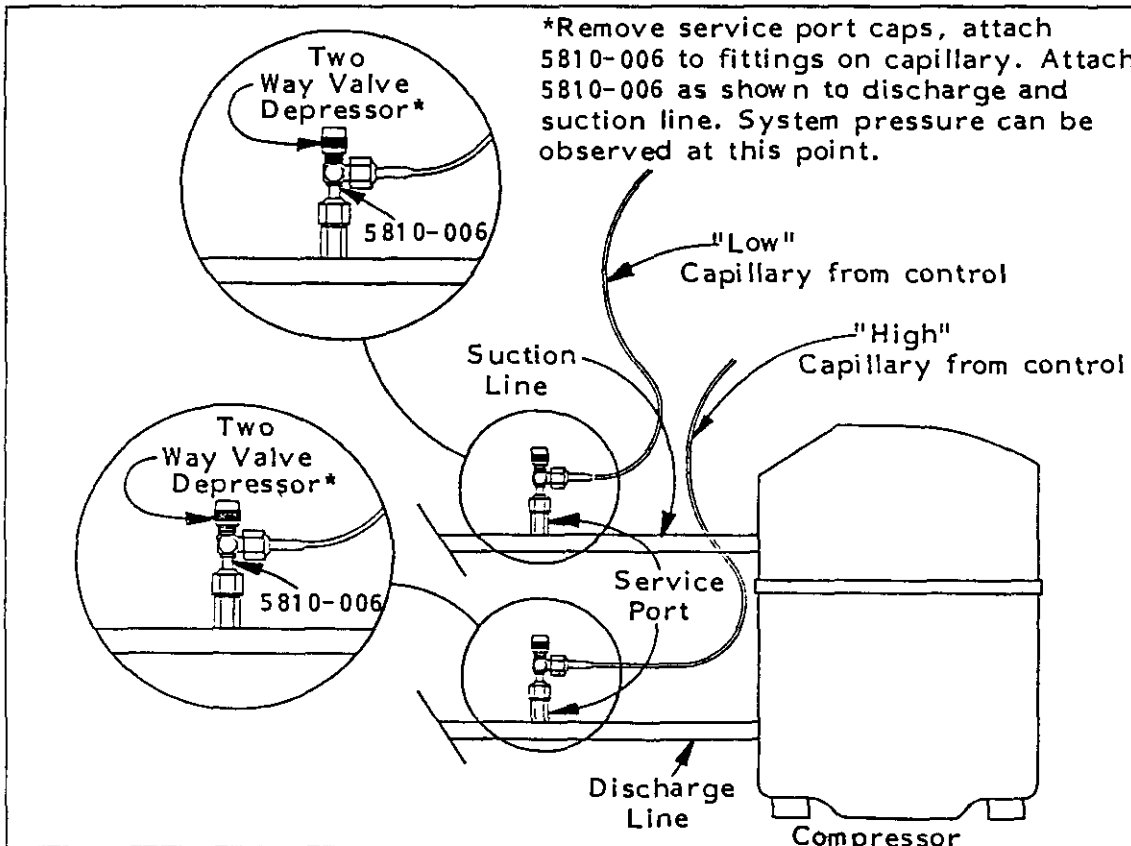 *Remove service port caps, attach
5810-006 to fittings on capillary. Attach
5810-006 as shown to discharge and
suction line. System pressure can be
observed at this point.
Two
Way Valve
Depressor*
5810-006
"Low"
Capillary from control
"High"
Capillary from control
Suction
Line
Two
Way Valve
Depressor*
5810-006
Service
Port
Discharge
Line
Compressor